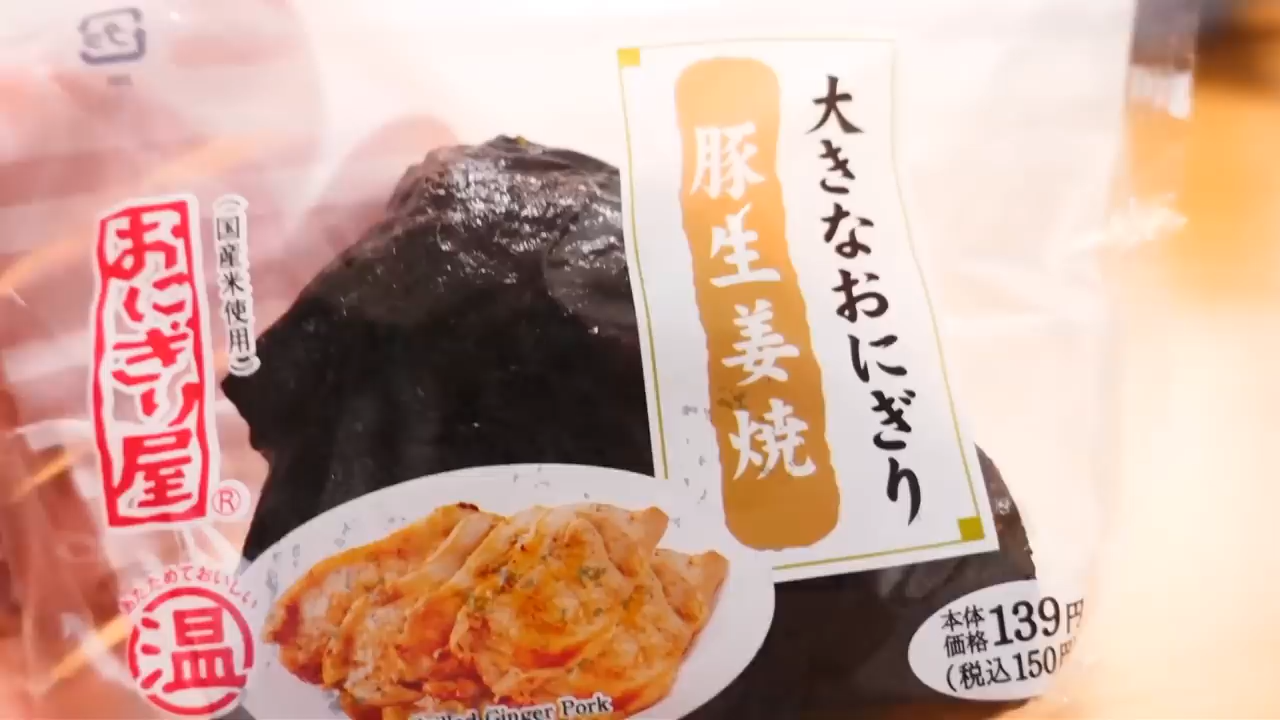 大きなおにぎり
豚生姜焼
おにぎり屋®
(国産米使用)
あたためておいしい
温
プラ
Ginger Pork
本体
価格 139円
(税込150円